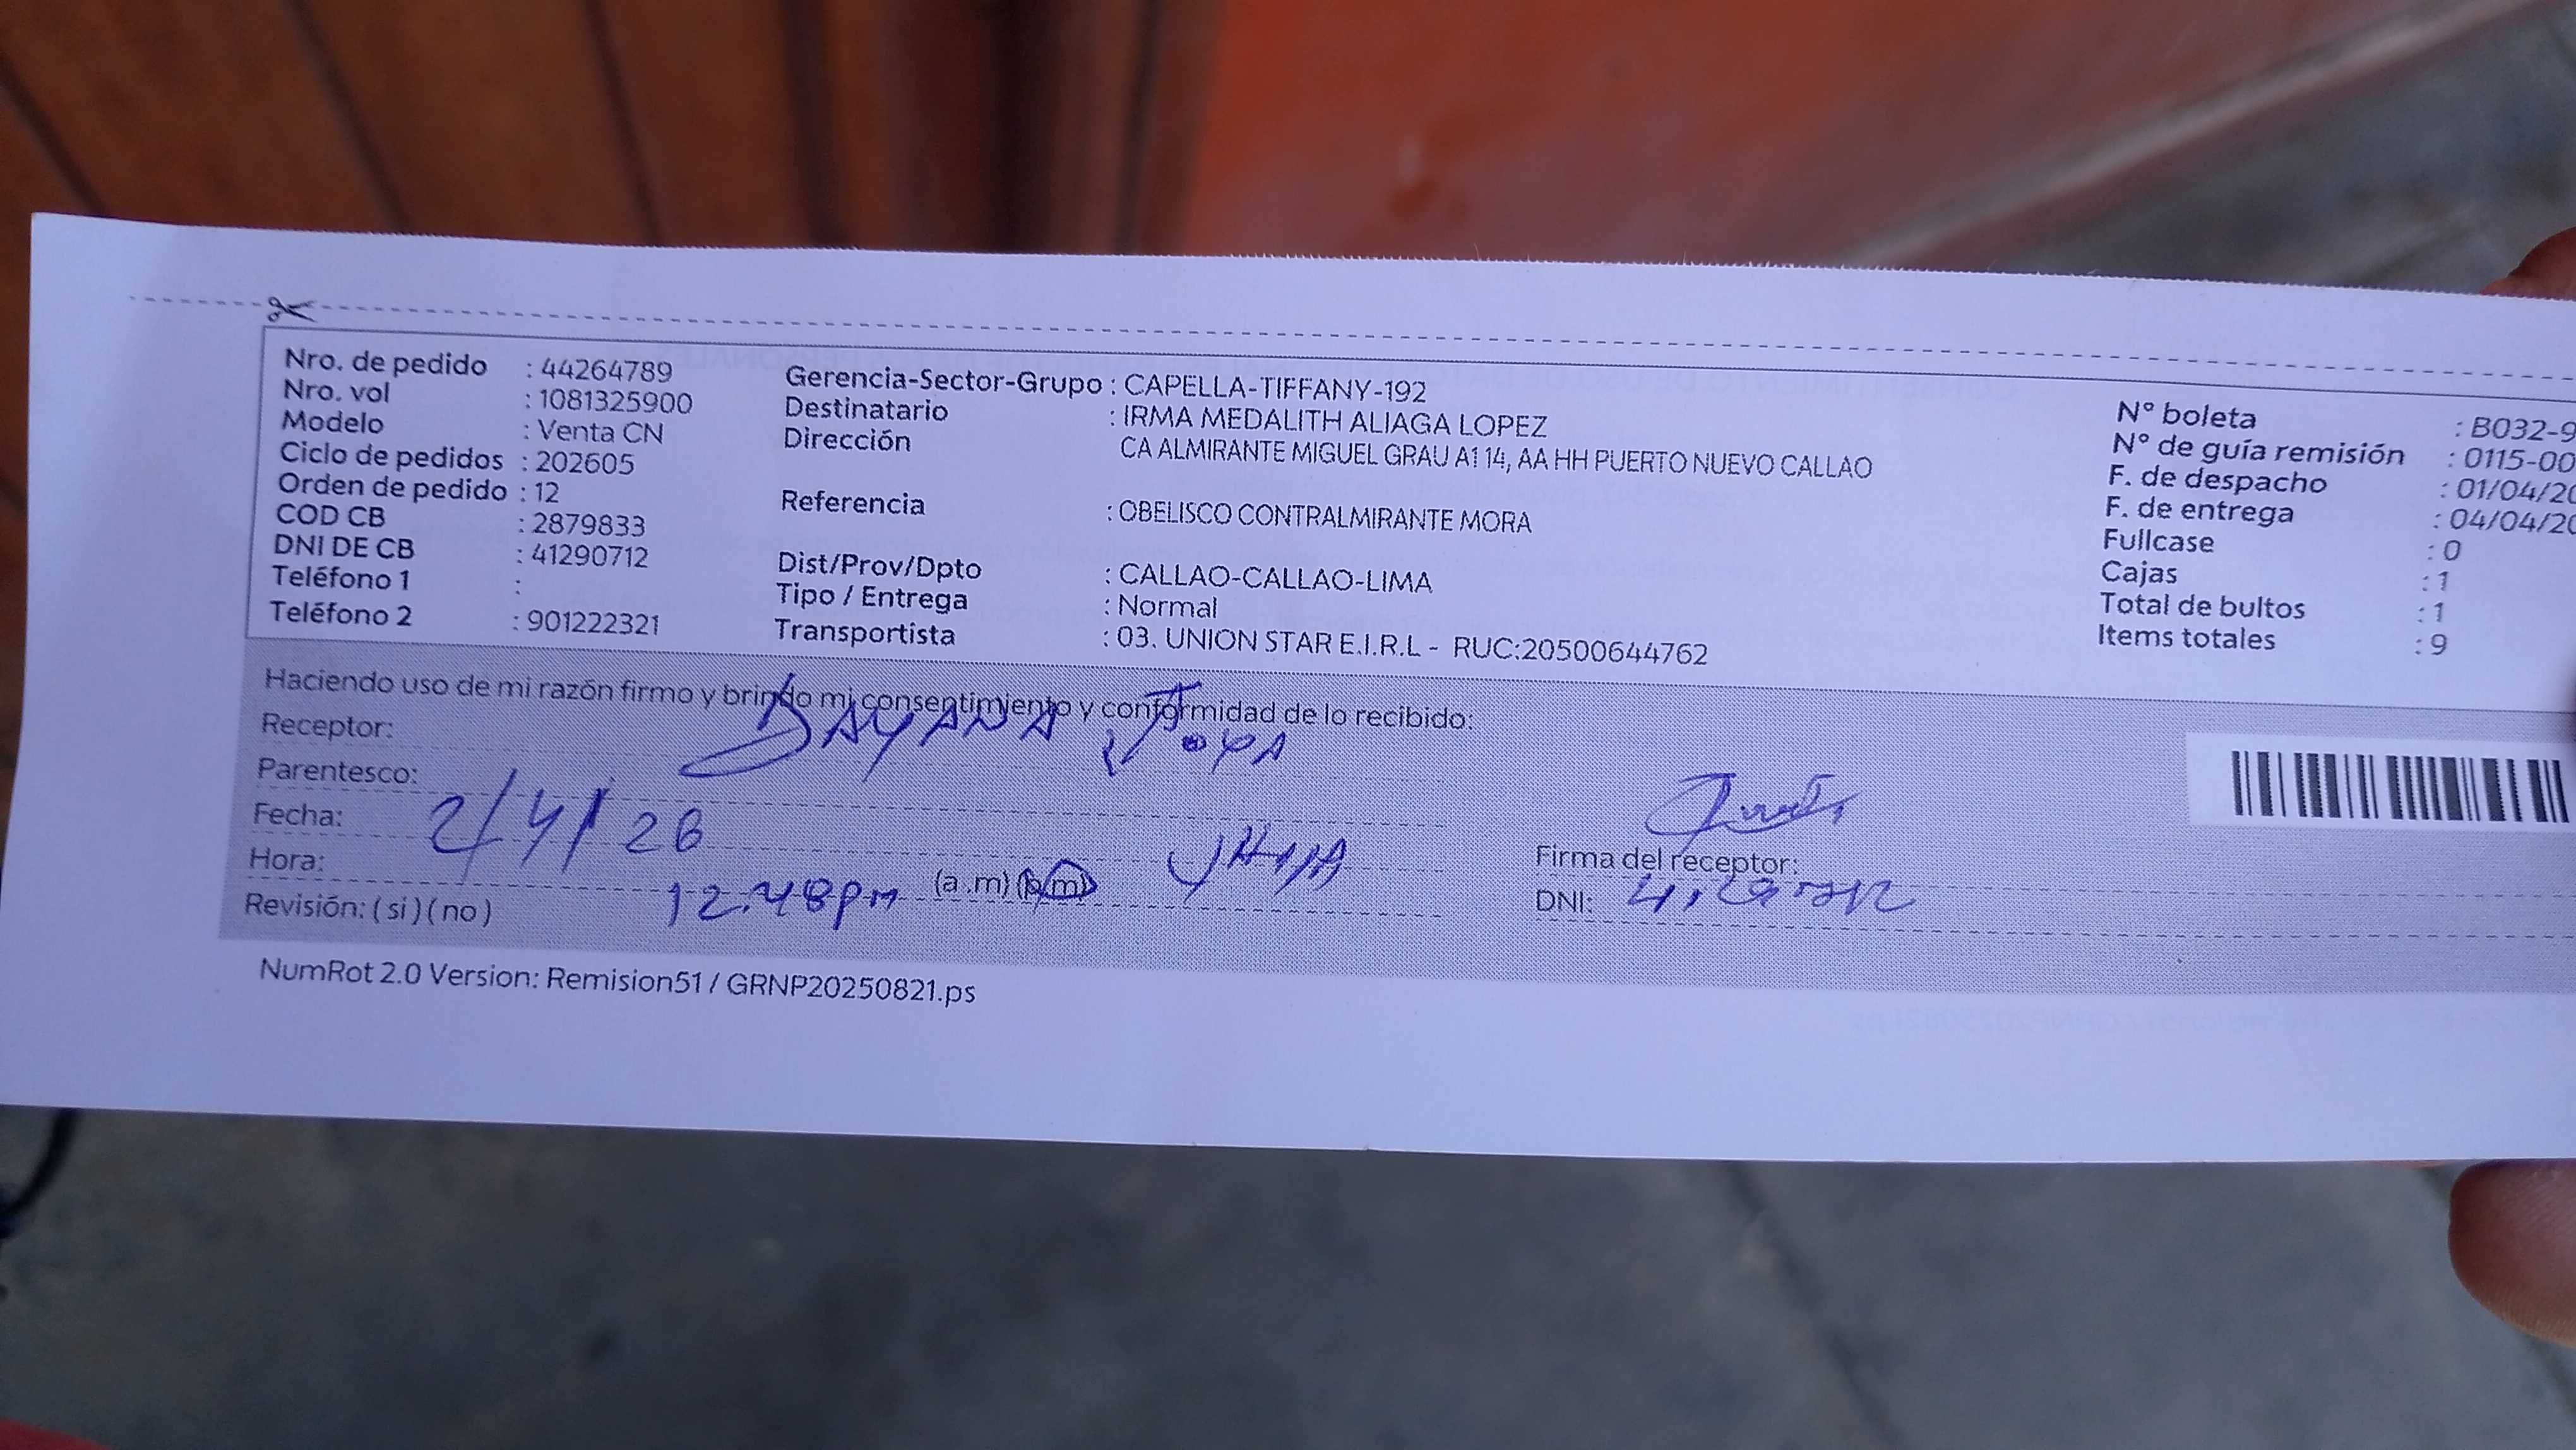 Nro. de pedido : 44264789
Nro. vol : 1081325900
Modelo : Venta CN
Ciclo de pedidos : 202605
Orden de pedido : 12
COD CB : 2879833
DNI DE CB : 41290712
Teléfono 1 :
Teléfono 2 : 901222321
Gerencia-Sector-Grupo : CAPELLA-TIFFANY-192
Destinatario : IRMA MEDALITH ALIAGA LOPEZ
Dirección CA ALMIRANTE MIGUEL GRAU A1 14, AA HH PUERTO NUEVO CALLAO
Referencia : OBELISCO CONTRALMIRANTE MORA
Dist/Prov/Dpto : CALLAO-CALLAO-LIMA
Tipo / Entrega : Normal
Transportista : 03. UNION STAR E.I.R.L - RUC:20500644762
N° boleta : B032-9
N° de guía remisión : 0115-00
F. de despacho : 01/04/20
F. de entrega : 04/04/20
Fullcase : 0
Cajas : 1
Total de bultos : 1
Items totales : 9
Haciendo uso de mi razón firmo y brindo mi consentimiento y conformidad de lo recibido:
Receptor: DAYANA
Parentesco:
Fecha: 2/4/26
Hora: 12.48pm (a.m) (p.m)
Revisión: ( si ) ( no )
Firma del receptor:
DNI:
NumRot 2.0 Version: Remision51 / GRNP20250821.ps